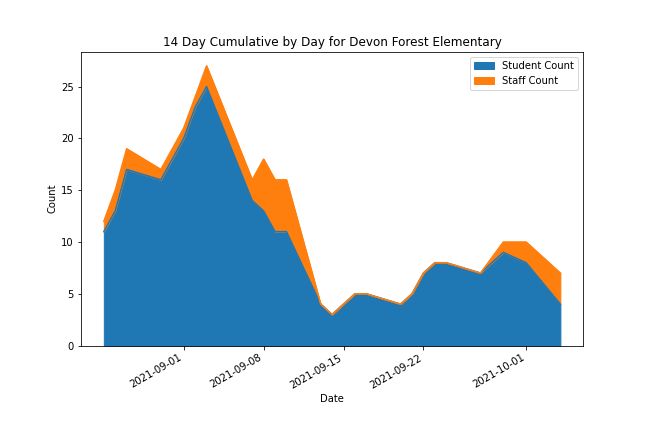 14 Day Cumulative by Day for Devon Forest Elementary
Student Count
Staff Count
Count
25
20
15
10
5
0
2021-09-01
2021-09-08
2021-09-15
2021-09-22
2021-10-01
Date